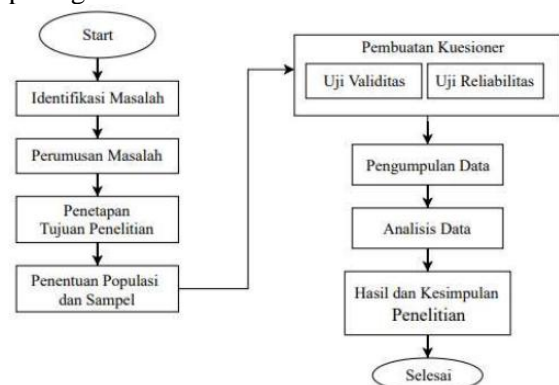 Start
Identifikasi Masalah
Perumusan Masalah
Penetapan
Tujuan Penelitian
Penentuan Populasi
dan Sampel
Pembuatan Kuesioner
Uji Validitas
Uji Reliabilitas
Pengumpulan Data
Analisis Data
Hasil dan Kesimpulan
Penelitian
Selesai